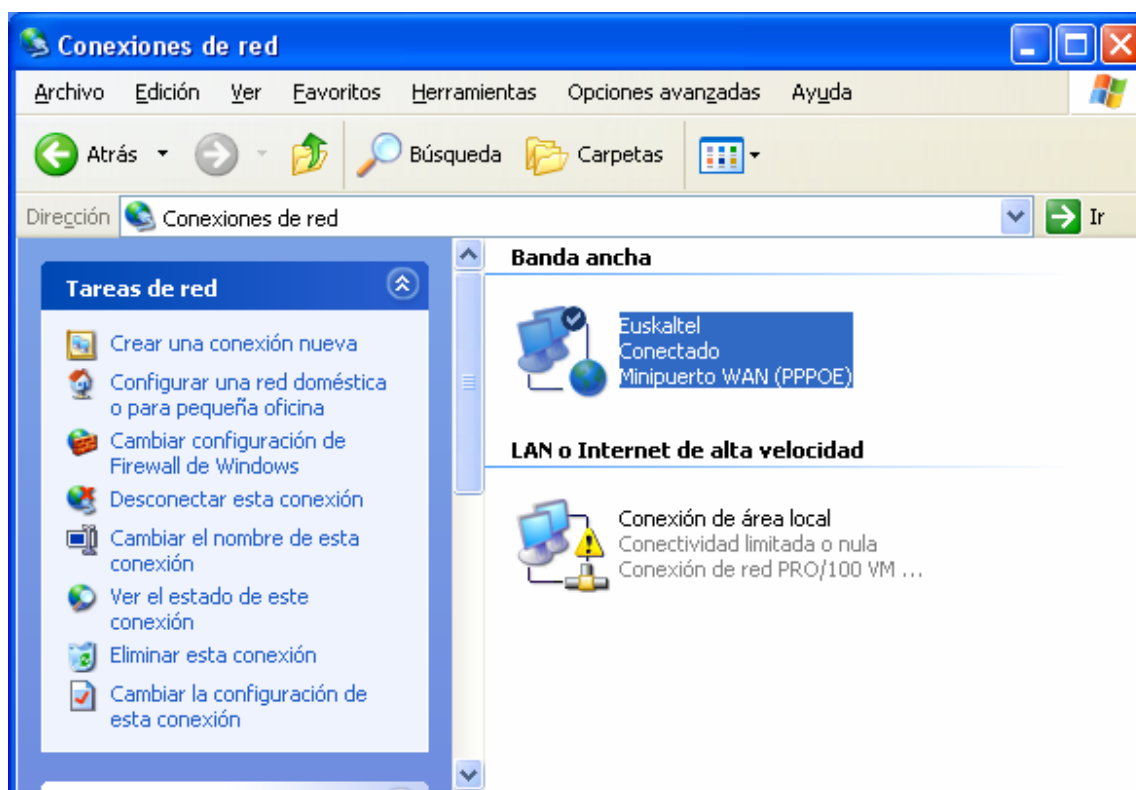 Conexiones de red
Archivo Edición Ver Favoritos Herramientas Opciones avanzadas Ayuda
Atrás Búsqueda Carpetas
Dirección Conexiones de red Ir
Tareas de red
Crear una conexión nueva
Configurar una red doméstica
o para pequeña oficina
Cambiar configuración de
Firewall de Windows
Desconectar esta conexión
Cambiar el nombre de esta
conexión
Ver el estado de este
conexión
Eliminar esta conexión
Cambiar la configuración de
esta conexión
Banda ancha
Euskaltel
Conectado
Minipuerto WAN (PPPOE)
LAN o Internet de alta velocidad
Conexión de área local
Conectividad limitada o nula
Conexión de red PRO/100 VM ...